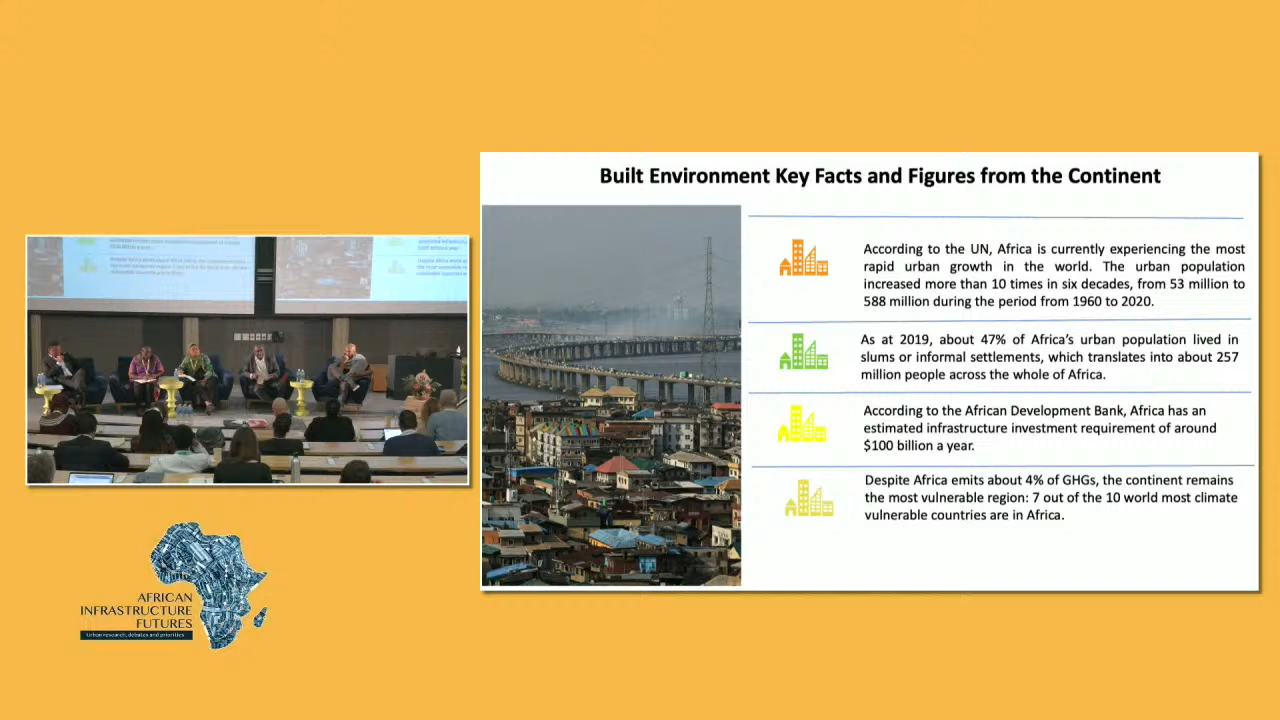 Built Environment Key Facts and Figures from the Continent
According to the UN, Africa is currently experiencing the most
rapid urban growth in the world. The urban population
increased more than 10 times in six decades, from 53 million to
588 million during the period from 1960 to 2020.
As at 2019, about 47% of Africa's urban population lived in
slums or informal settlements, which translates into about 257
million people across the whole of Africa.
According to the African Development Bank, Africa has an
estimated infrastructure investment requirement of around
$100 billion a year.
Despite Africa emits about 4% of GHGs, the continent remains
the most vulnerable region: 7 out of the 10 world most climate
vulnerable countries are in Africa.
AFRICAN
INFRASTRUCTURE
FUTURES
Urban research, debates and priorities